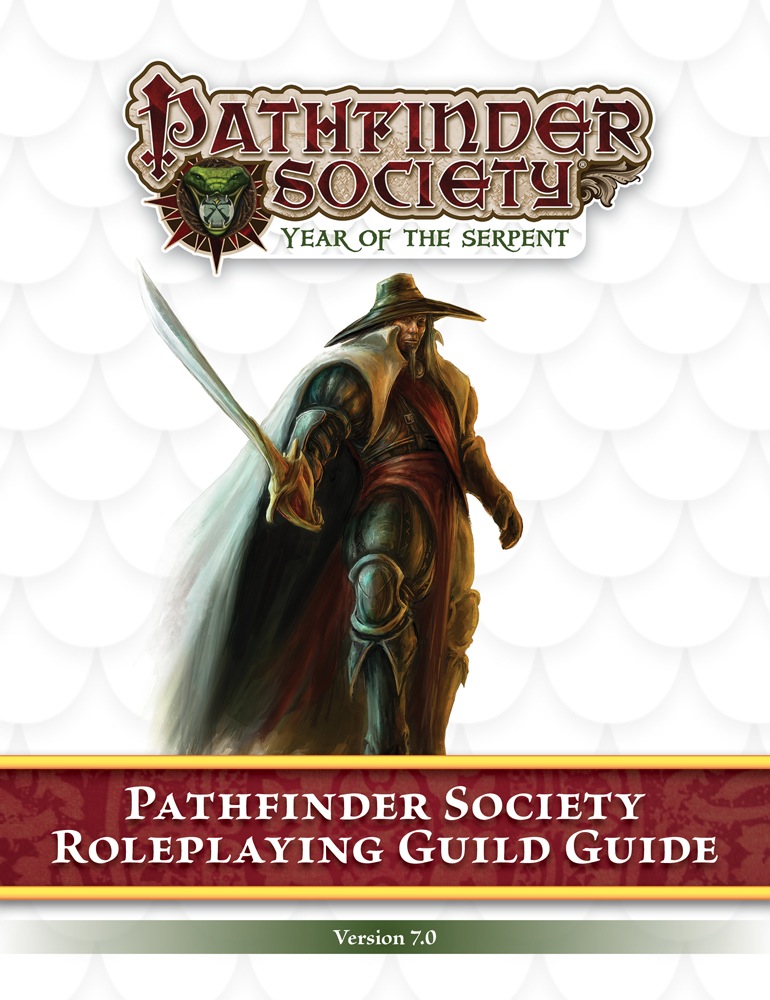 PATHFINDER
SOCIETY®
YEAR OF THE SERPENT
PATHFINDER SOCIETY
ROLEPLAYING GUILD GUIDE
Version 7.0